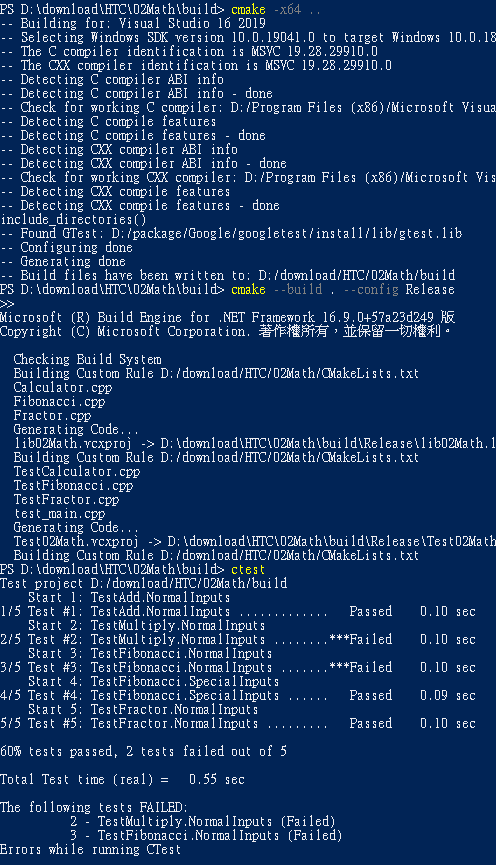 PS D:\download\HTC\02Math\build> cmake -x64 ..
-- Building for: Visual Studio 16 2019
-- Selecting Windows SDK version 10.0.19041.0 to target Windows 10.0.18
-- The C compiler identification is MSVC 19.28.29910.0
-- The CXX compiler identification is MSVC 19.28.29910.0
-- Detecting C compiler ABI info
-- Detecting C compiler ABI info - done
-- Check for working C compiler: D:/Program Files (x86)/Microsoft Visua
-- Detecting C compile features
-- Detecting C compile features - done
-- Detecting CXX compiler ABI info
-- Detecting CXX compiler ABI info - done
-- Check for working CXX compiler: D:/Program Files (x86)/Microsoft Vis
-- Detecting CXX compile features
-- Detecting CXX compile features - done
include_directories()
-- Found GTest: D:/package/Google/googletest/install/lib/gtest.lib
-- Configuring done
-- Generating done
-- Build files have been written to: D:/download/HTC/02Math/build
PS D:\download\HTC\02Math\build> cmake --build . --config Release
>>
Microsoft (R) Build Engine for .NET Framework 16.9.0+57a23d249 版
Copyright (C) Microsoft Corporation. 著作權所有，並保留一切權利。
Checking Build System
Building Custom Rule D:/download/HTC/02Math/CMakeLists.txt
Calculator.cpp
Fibonacci.cpp
Fractor.cpp
Generating Code...
lib02Math.vcxproj -> D:\download\HTC\02Math\build\Release\lib02Math.l
Building Custom Rule D:/download/HTC/02Math/CMakeLists.txt
TestCalculator.cpp
TestFibonacci.cpp
TestFractor.cpp
test_main.cpp
Generating Code...
Test02Math.vcxproj -> D:\download\HTC\02Math\build\Release\Test02Math
Building Custom Rule D:/download/HTC/02Math/CMakeLists.txt
PS D:\download\HTC\02Math\build> ctest
Test project D:/download/HTC/02Math/build
Start 1: TestAdd.NormalInputs
1/5 Test #1: TestAdd.NormalInputs .............   Passed    0.10 sec
Start 2: TestMultiply.NormalInputs
2/5 Test #2: TestMultiply.NormalInputs ........***Failed    0.10 sec
Start 3: TestFibonacci.NormalInputs
3/5 Test #3: TestFibonacci.NormalInputs .......***Failed    0.10 sec
Start 4: TestFibonacci.SpecialInputs
4/5 Test #4: TestFibonacci.SpecialInputs ......   Passed    0.09 sec
Start 5: TestFractor.NormalInputs
5/5 Test #5: TestFractor.NormalInputs .........   Passed    0.10 sec
60% tests passed, 2 tests failed out of 5
Total Test time (real) =   0.55 sec
The following tests FAILED:
2 - TestMultiply.NormalInputs (Failed)
3 - TestFibonacci.NormalInputs (Failed)
Errors while running CTest